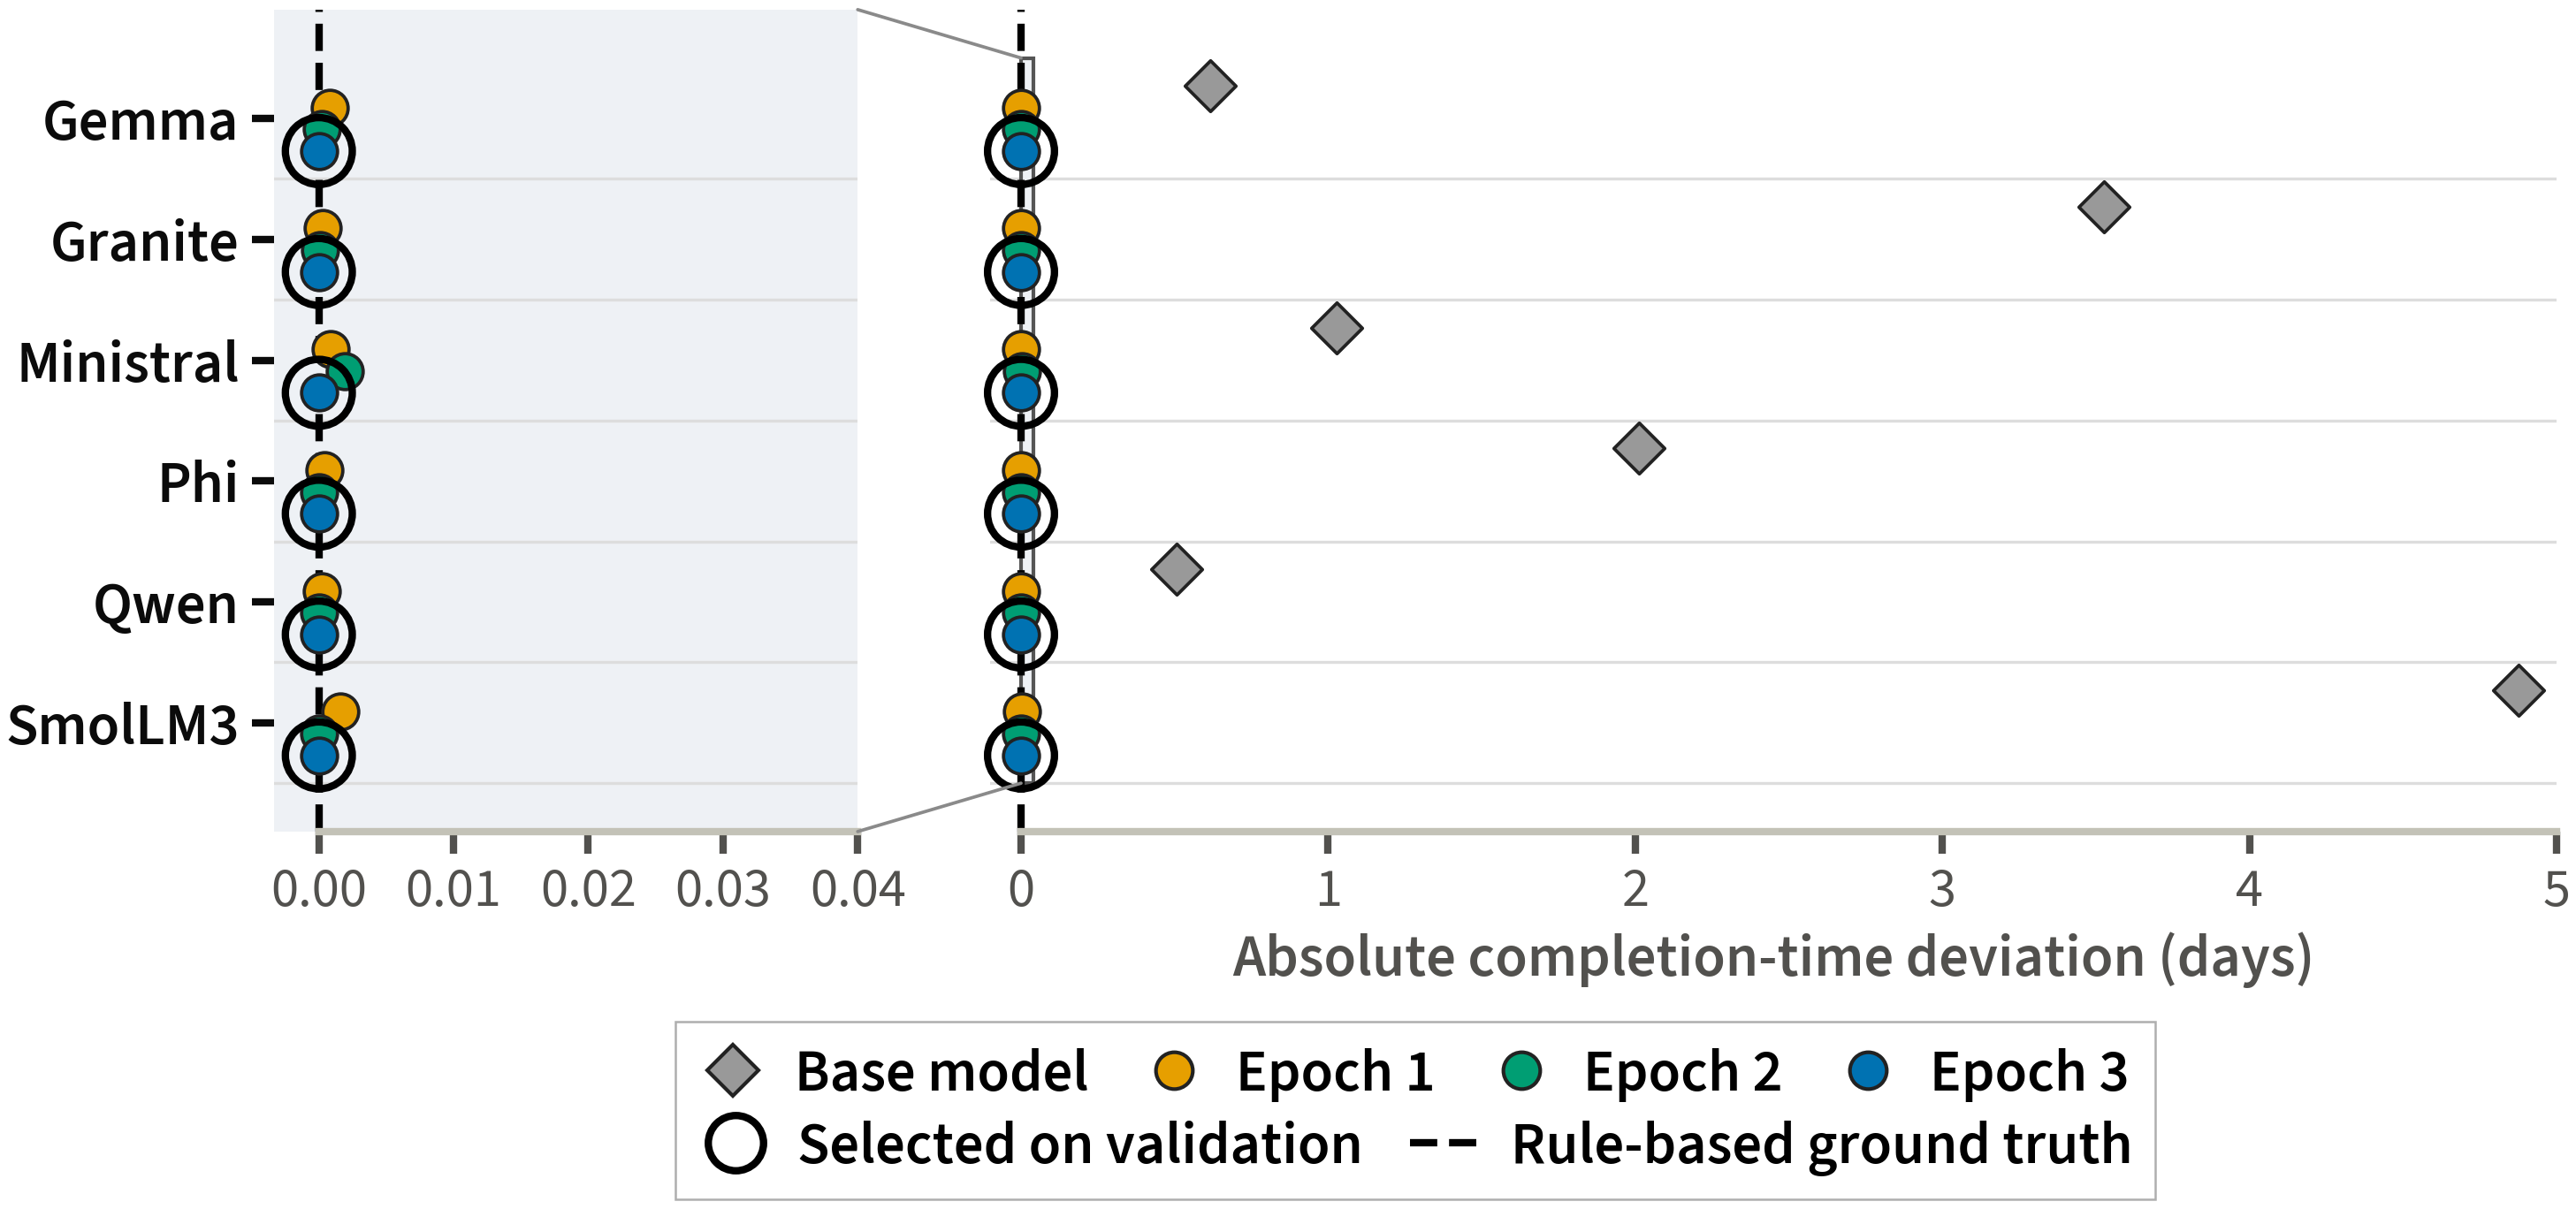 Gemma
Granite
Ministral
Phi
Qwen
SmolLM3
0.00 0.01 0.02 0.03 0.04 0 1 2 3 4 5
Absolute completion-time deviation (days)
Base model Epoch 1 Epoch 2 Epoch 3
Selected on validation Rule-based ground truth